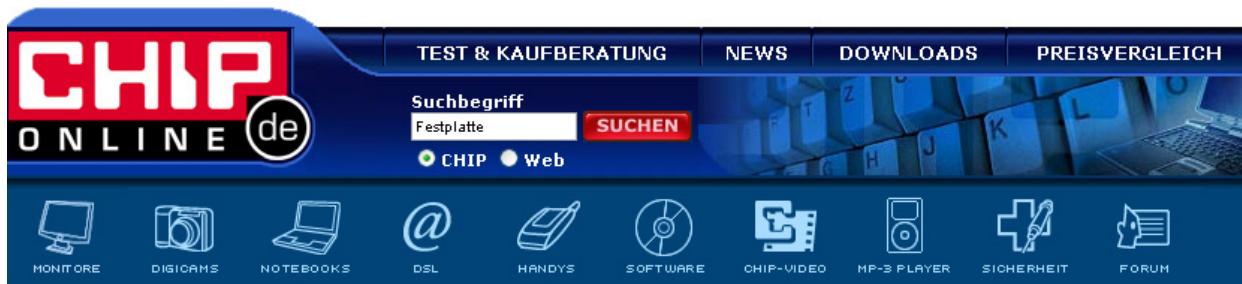 CHIP
ONLINE de
TEST & KAUFBERATUNG NEWS DOWNLOADS PREISVERGLEICH
Suchbegriff
Festplatte SUCHEN
CHIP Web
Z
F T H J K L O
MONITORE DIGICAMS NOTEBOOKS DSL HANDYS SOFTWARE CHIP-VIDEO MP-3 PLAYER SICHERHEIT FORUM